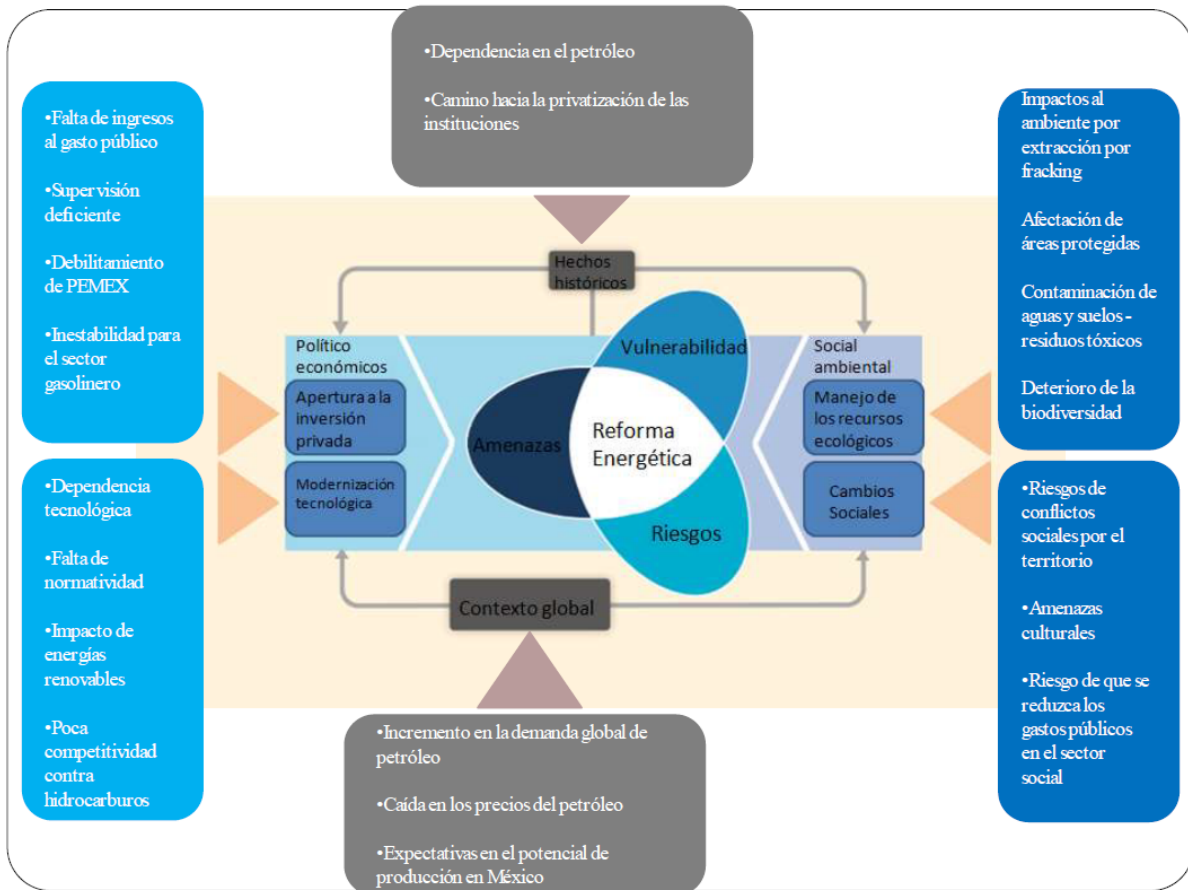 •Dependencia en el petróleo
•Camino hacia la privatización de las
instituciones
•Falta de ingresos
al gasto público
•Supervisión
deficiente
•Debilitamiento
de PEMEX
•Inestabilidad para
el sector
gasolinero
•Dependencia
tecnológica
•Falta de
normatividad
•Impacto de
energías
renovables
•Poca
competitividad
contra
hidrocarburos
Hechos
históricos
Político
económicos
Apertura a la
inversión
privada
Modernización
tecnológica
Amenazas
Vulnerabilidad
Reforma
Energética
Riesgos
Social
ambiental
Manejo de
los recursos
ecológicos
Cambios
Sociales
Contexto global
Impactos al
ambiente por
extracción por
fracking
Afectación de
áreas protegidas
Contaminación de
aguas y suelos -
residuos tóxicos
Deterioro de la
biodiversidad
•Riesgos de
conflictos
sociales por el
territorio
•Amenazas
culturales
•Riesgo de que se
reduzca los
gastos públicos
en el sector
social
•Incremento en la demanda global de
petróleo
•Caída en los precios del petróleo
•Expectativas en el potencial de
producción en México